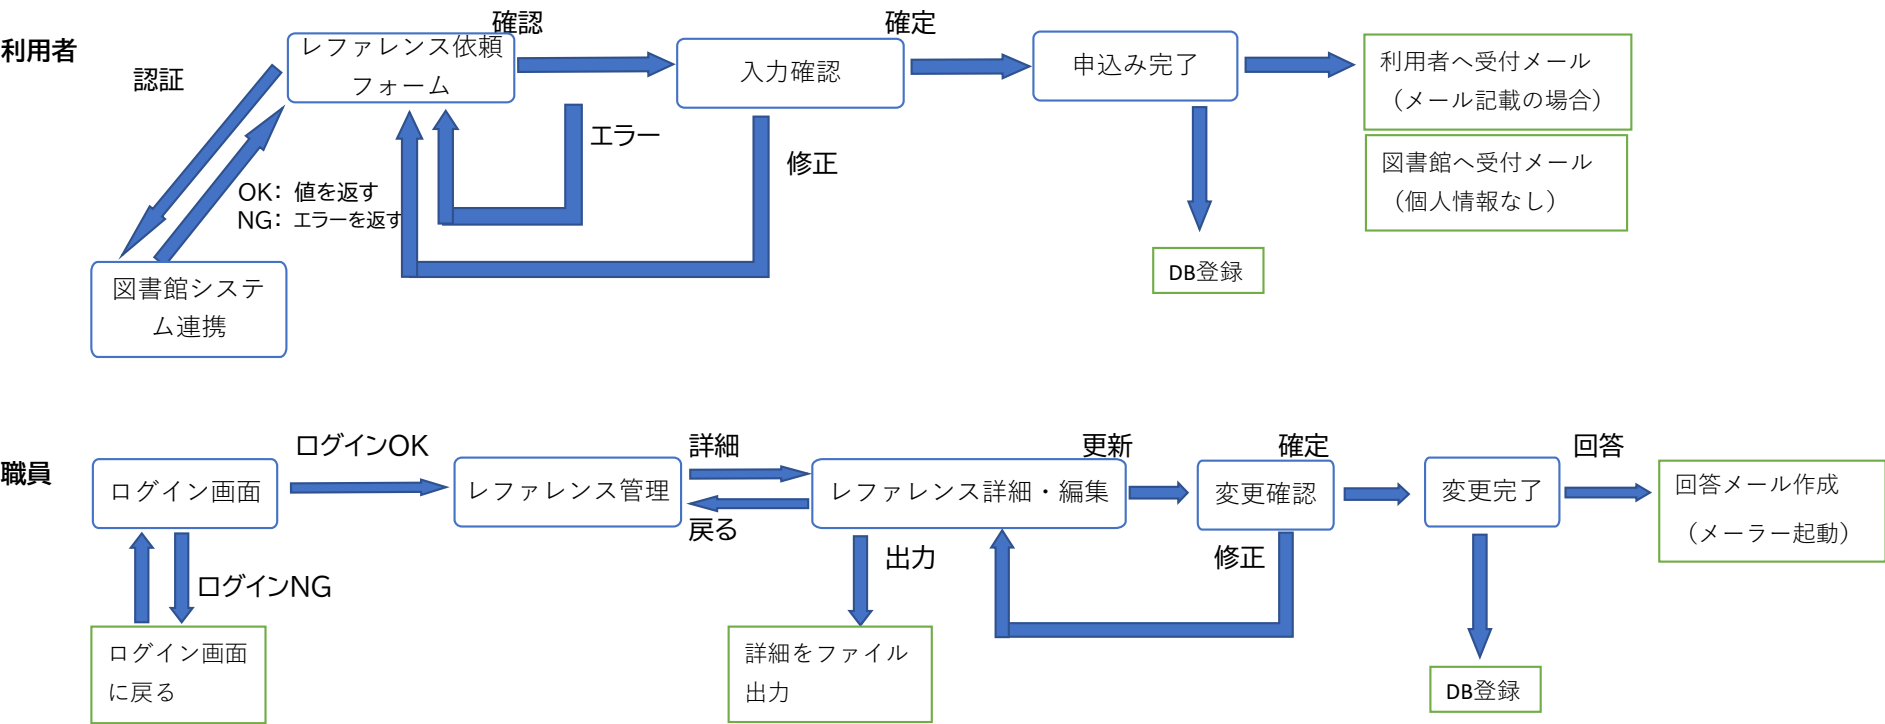 利用者
認証
レファレンス依頼
フォーム
確認
入力確認
確定
申込み完了
利用者へ受付メール
（メール記載の場合）
図書館へ受付メール
（個人情報なし）
エラー
修正
OK： 値を返す
NG： エラーを返す
図書館システ
ム連携
DB登録
職員
ログイン画面
ログインOK
レファレンス管理
詳細
戻る
レファレンス詳細・編集
更新
変更確認
確定
変更完了
回答
回答メール作成
（メーラー起動）
ログインNG
ログイン画面
に戻る
出力
詳細をファイル
出力
修正
DB登録